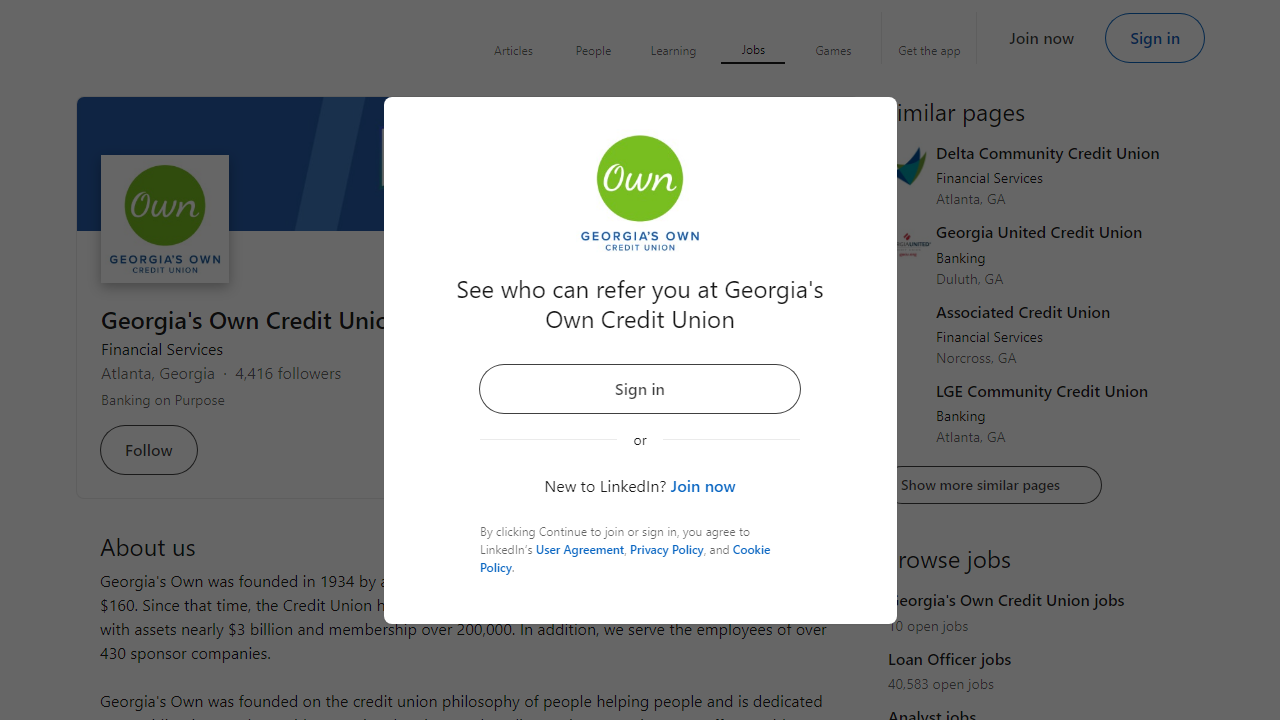 Articles
People
Learning
Jobs
Games
Get the app
Join now
Sign in
Own
GEORGIA'S OWN
CREDIT UNION
Georgia's Own Credit Unio
Financial Services
Atlanta, Georgia · 4,416 followers
Banking on Purpose
Follow
About us
Georgia's Own was founded in 1934 by a
$160. Since that time, the Credit Union h
with assets nearly $3 billion and membership over 200,000. In addition, we serve the employees of over
430 sponsor companies.
Georgia's Own was founded on the credit union philosophy of people helping people and is dedicated
Own
GEORGIA'S OWN
CREDIT UNION
See who can refer you at Georgia's
Own Credit Union
Sign in
or
New to LinkedIn? Join now
By clicking Continue to join or sign in, you agree to
LinkedIn's User Agreement, Privacy Policy, and Cookie
Policy.
imilar pages
Delta Community Credit Union
Financial Services
Atlanta, GA
Georgia United Credit Union
Banking
Duluth, GA
Associated Credit Union
Financial Services
Norcross, GA
LGE Community Credit Union
Banking
Atlanta, GA
Show more similar pages
rowse jobs
Georgia's Own Credit Union jobs
10 open jobs
Loan Officer jobs
40,583 open jobs
Analyst jobs